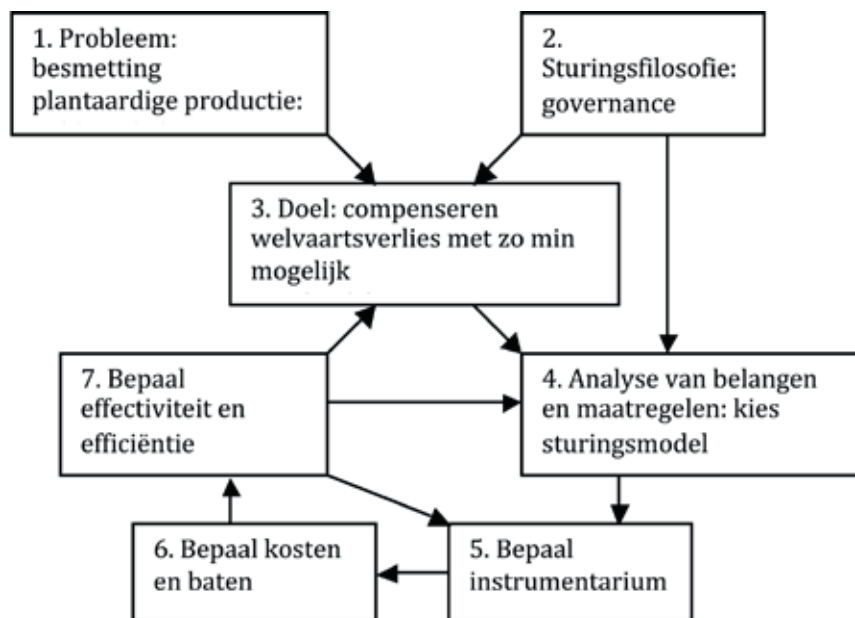 1. Probleem:
besmetting
plantaardige productie:
2.
Sturingsfilosofie:
governance
3. Doel: compenseren
welvaartsverlies met zo min
mogelijk
7. Bepaal
effectiviteit en
efficiëntie
4. Analyse van belangen
en maatregelen: kies
sturingsmodel
6. Bepaal kosten
en baten
5. Bepaal
instrumentarium